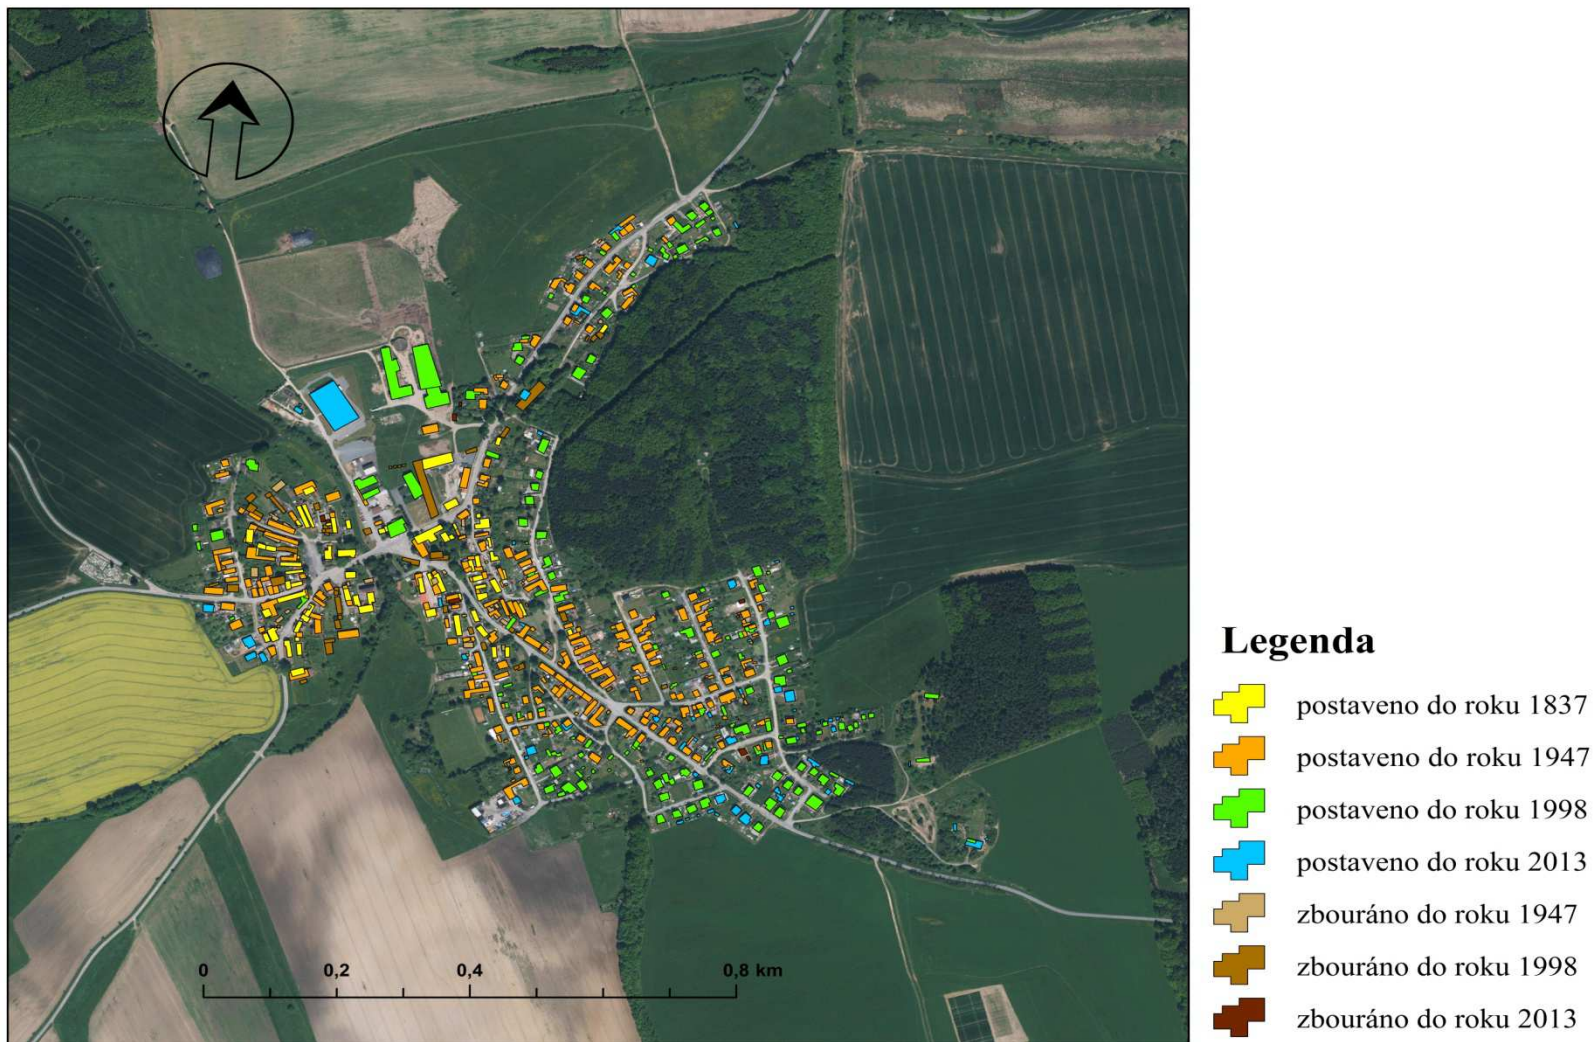 Legenda
postaveno do roku 1837
postaveno do roku 1947
postaveno do roku 1998
postaveno do roku 2013
zbouráno do roku 1947
zbouráno do roku 1998
zbouráno do roku 2013
0 0,2 0,4 0,8 km